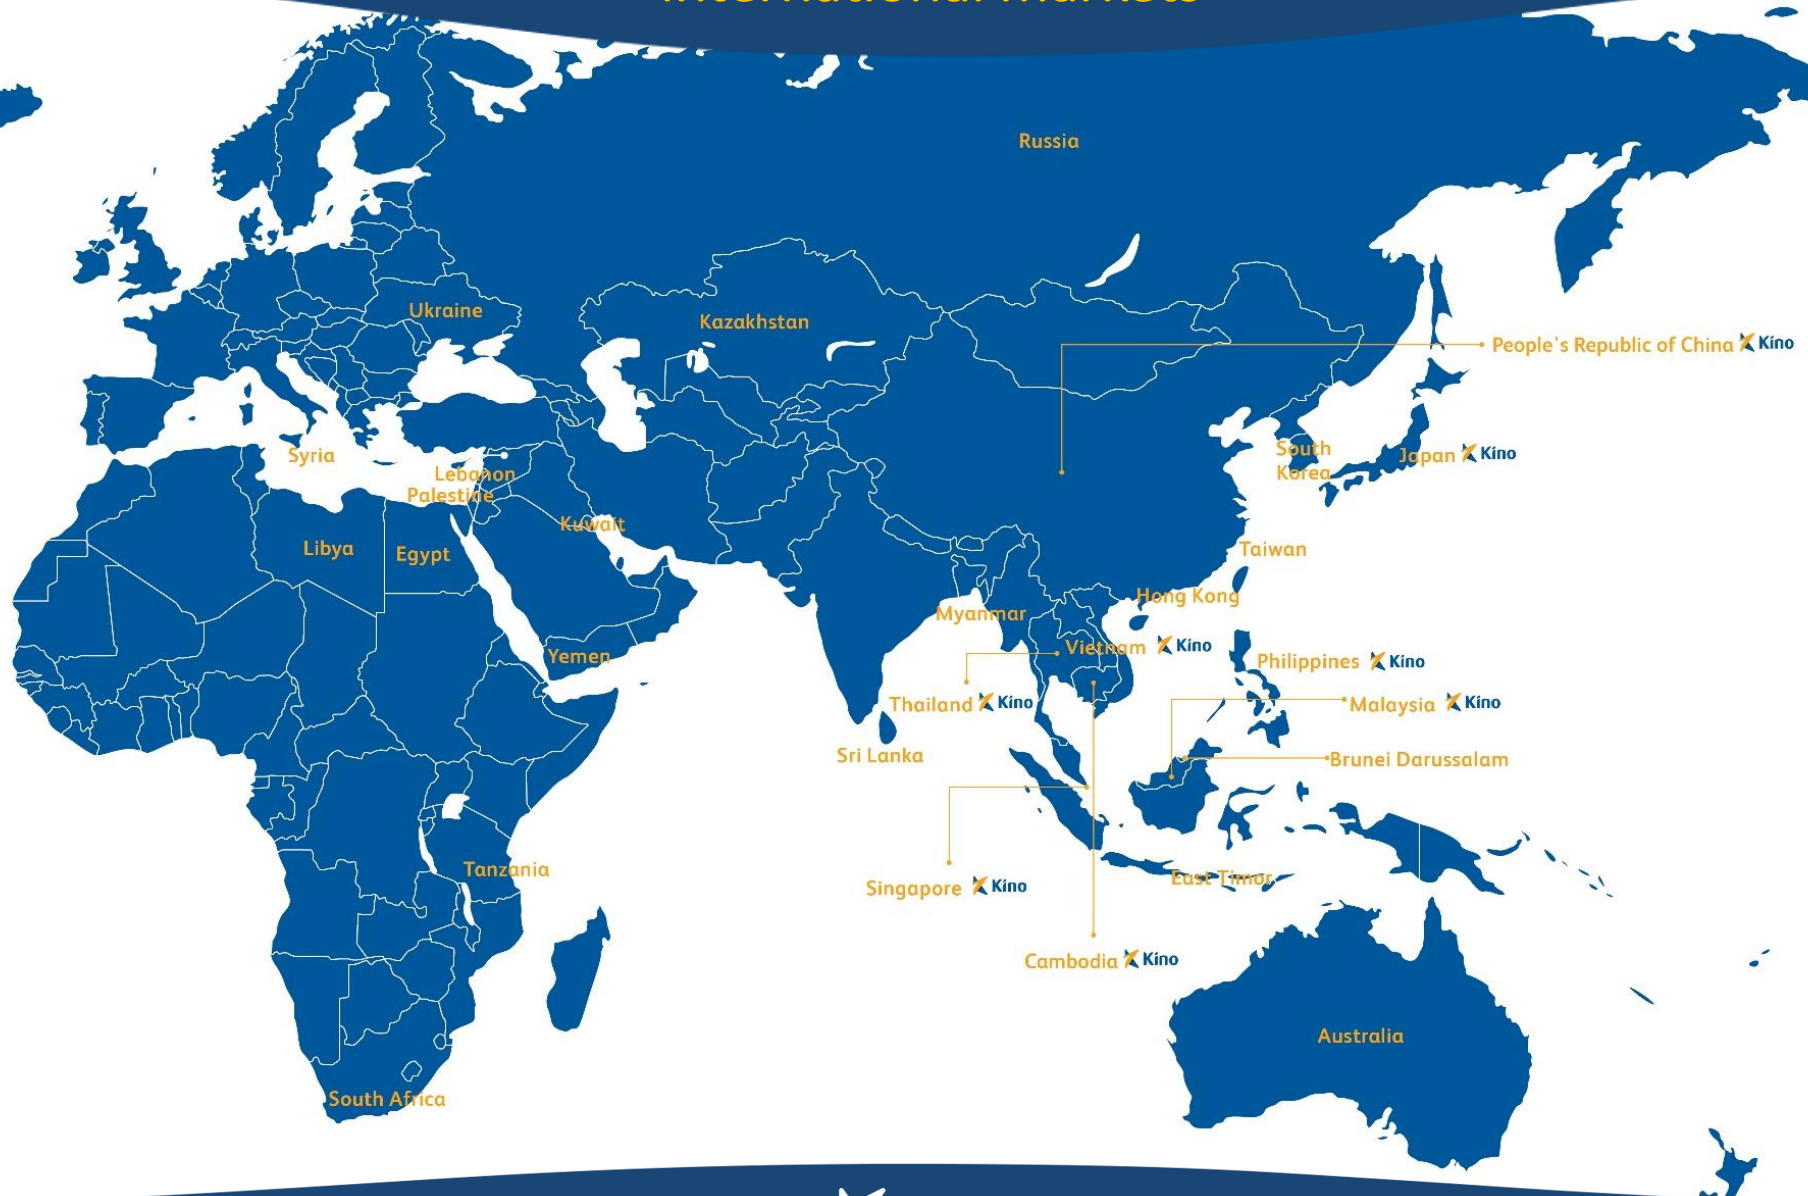 International Markets
Russia
Ukraine
Kazakhstan
People's Republic of China Kino
South
Korea
Japan Kino
Syria
Lebanon
Palestine
Kuwait
Libya
Egypt
Taiwan
Hong Kong
Myanmar
Vietnam Kino
Yemen
Philippines Kino
Thailand Kino
Malaysia Kino
Sri Lanka
Brunei Darussalam
Tanzania
East Timor
Singapore Kino
Cambodia Kino
Australia
South Africa